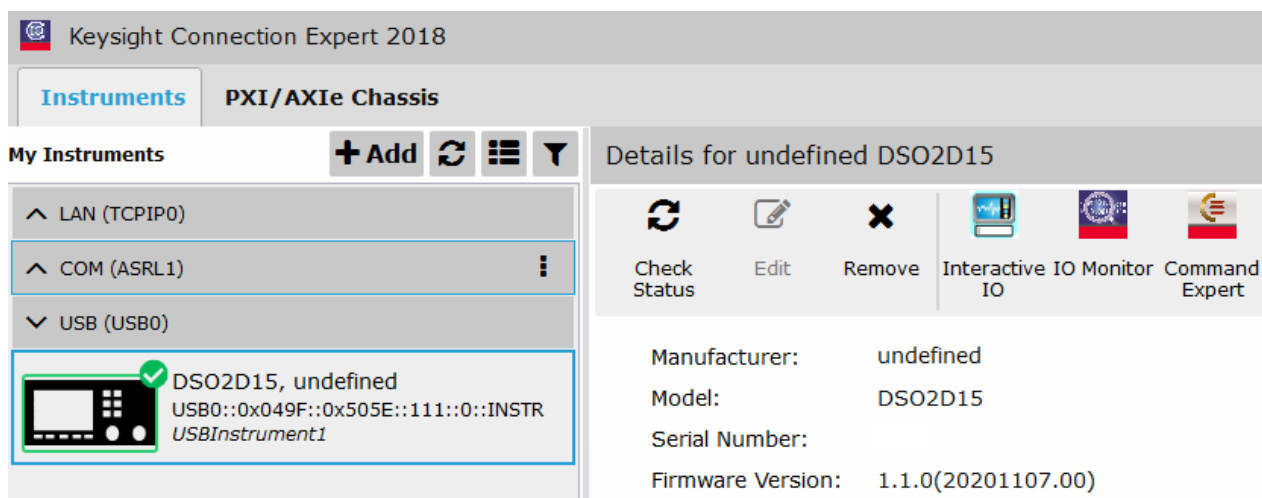 Keysight Connection Expert 2018
Instruments PXI/AXIe Chassis
My Instruments
+ Add
LAN (TCPIP0)
COM (ASRL1)
USB (USB0)
DSO2D15, undefined
USB0::0x049F::0x505E::111::0::INSTR
USBInstrument1
Details for undefined DSO2D15
Check Status
Edit
Remove
Interactive IO
IO Monitor
Command Expert
Manufacturer: undefined
Model: DSO2D15
Serial Number:
Firmware Version: 1.1.0(20201107.00)